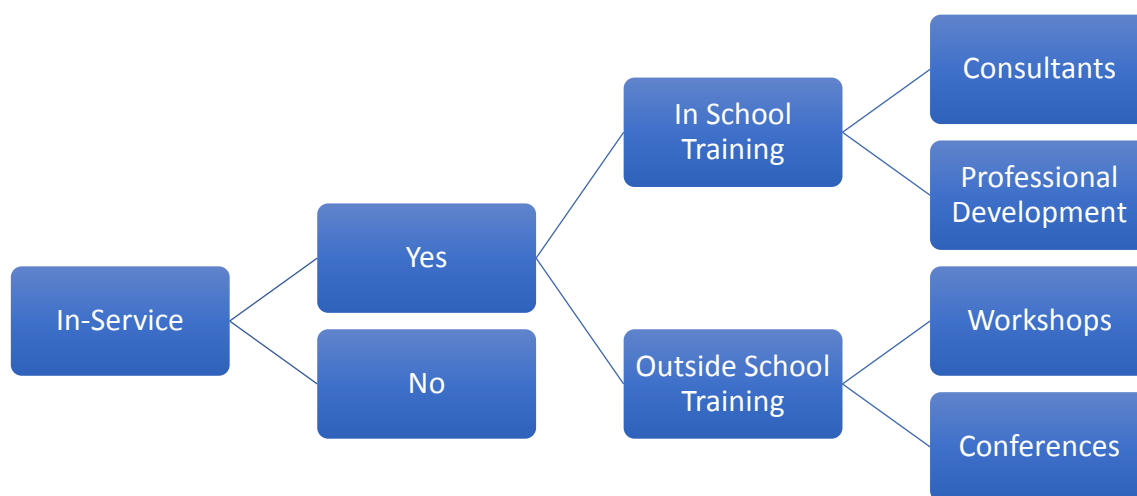 In-Service
Yes
No
In School
Training
Outside School
Training
Consultants
Professional
Development
Workshops
Conferences